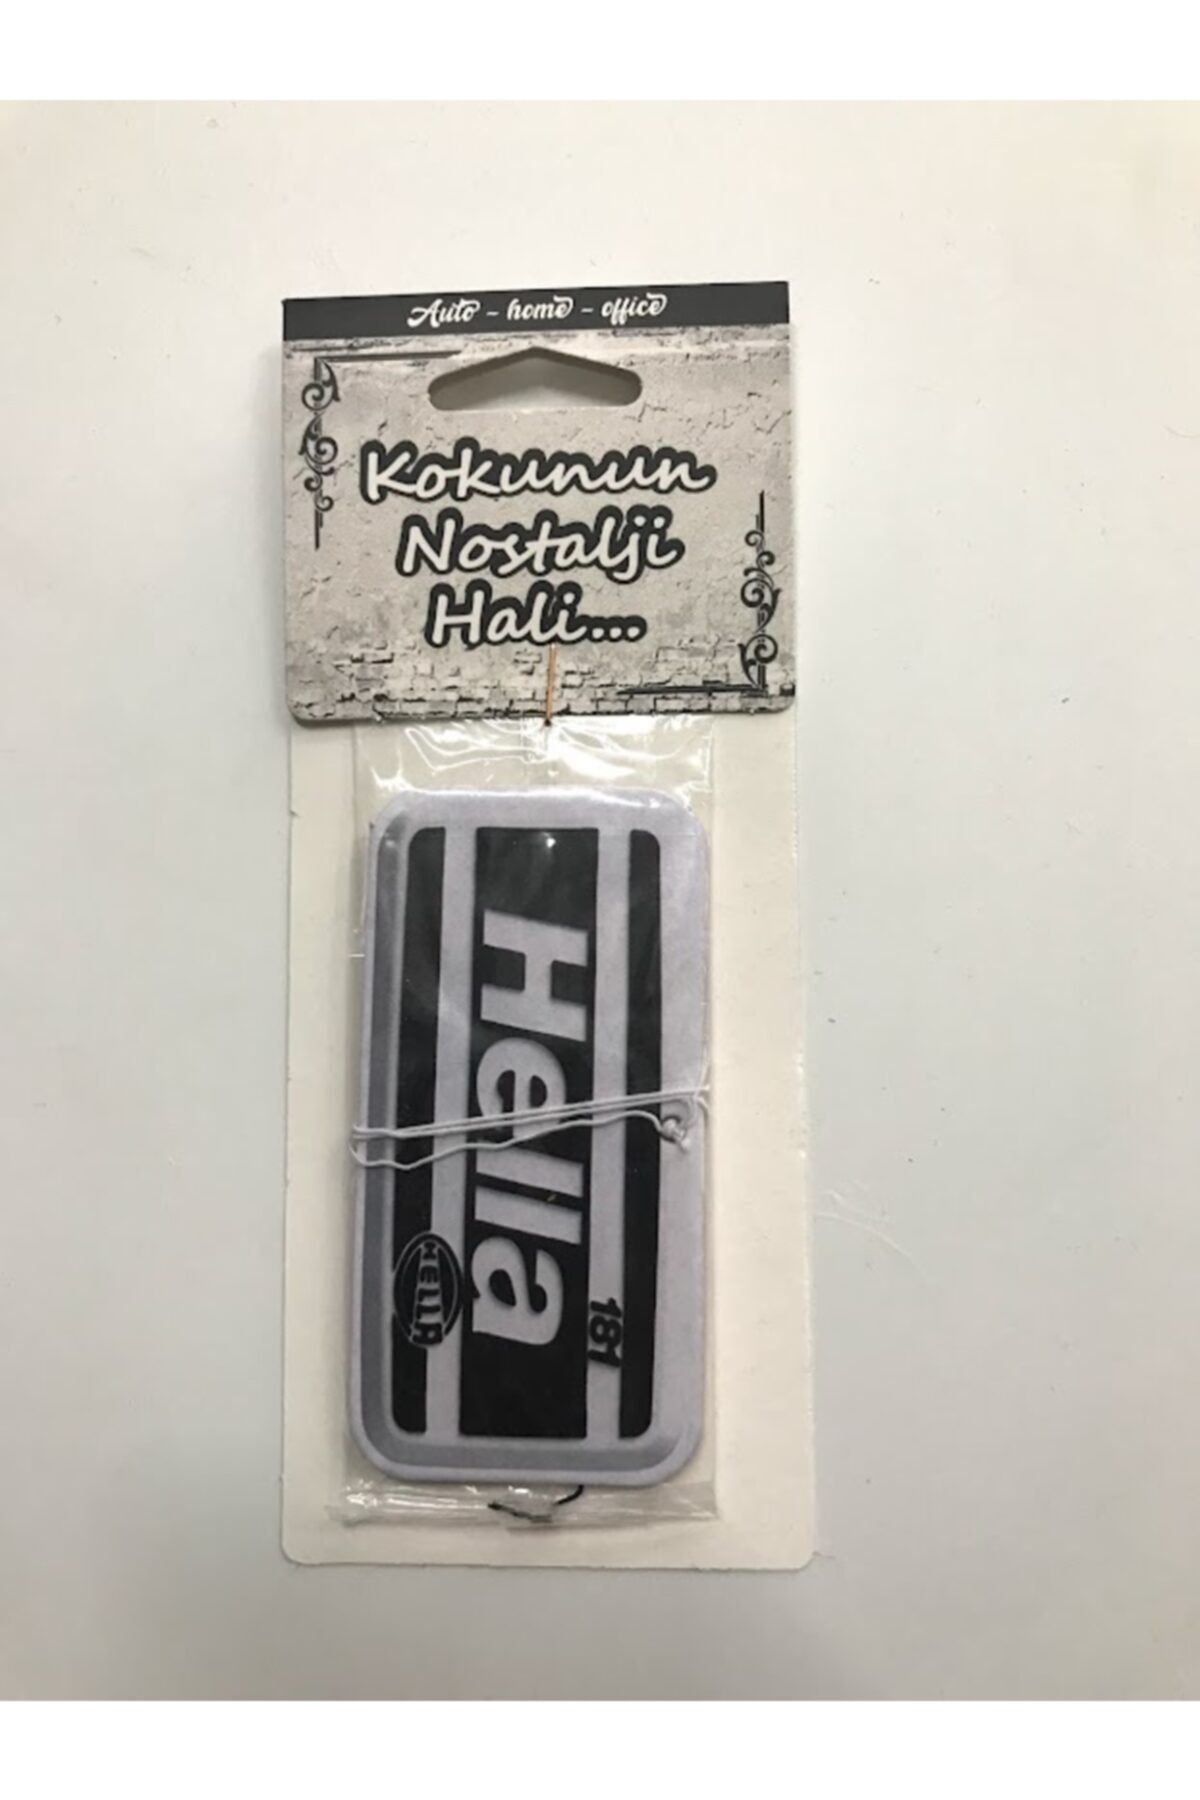 Auto - home - office
Kokunun
Nostalji
Hali...
Hella
181
HELLA